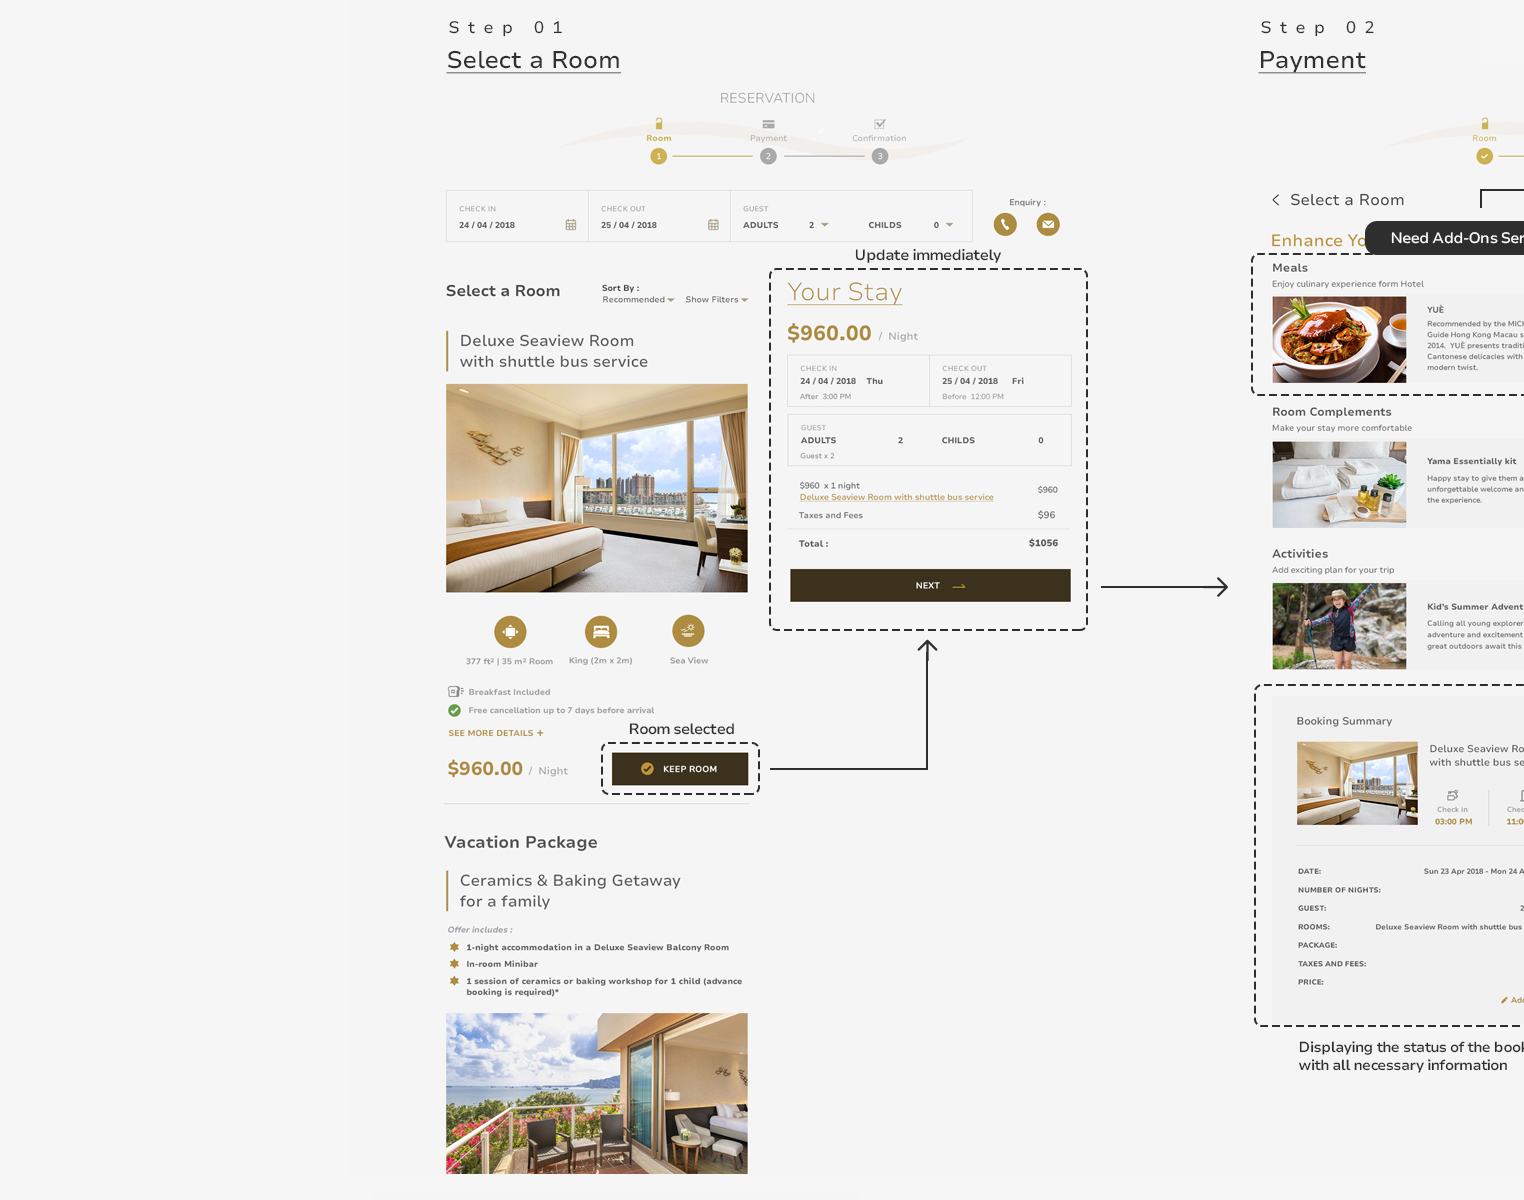 Step 01
Select a Room
RESERVATION
Room
Payment
Confirmation
1
2
3
CHECK IN
24 / 04 / 2018
CHECK OUT
25 / 04 / 2018
GUEST
ADULTS 2 CHILDS 0
Enquiry :
Select a Room
Sort By :
Recommended Show Filters
Deluxe Seaview Room
with shuttle bus service
377 ft² | 35 m² Room
King (2m x 2m)
Sea View
Breakfast Included
Free cancellation up to 7 days before arrival
SEE MORE DETAILS +
$960.00 / Night
Room selected
KEEP ROOM
Vacation Package
Ceramics & Baking Getaway
for a family
Offer includes :
1-night accommodation in a Deluxe Seaview Balcony Room
In-room Minibar
1 session of ceramics or baking workshop for 1 child (advance
booking is required)*
Update immediately
Your Stay
$960.00 / Night
CHECK IN
24 / 04 / 2018 Thu
After 3:00 PM
CHECK OUT
25 / 04 / 2018 Fri
Before 12:00 PM
GUEST
ADULTS 2 CHILDS 0
Guest x 2
$960 x 1 night
Deluxe Seaview Room with shuttle bus service
$960
Taxes and Fees $96
Total : $1056
NEXT
Step 02
Payment
Room
Select a Room
Enhance Yo
Need Add-Ons Ser
Meals
Enjoy culinary experience form Hotel
YUÈ
Recommended by the MICH
Guide Hong Kong Macau s
2014. YUÈ presents traditi
Cantonese delicacies with
modern twist.
Room Complements
Make your stay more comfortable
Yama Essentially kit
Happy stay to give them a
unforgettable welcome an
the experience.
Activities
Add exciting plan for your trip
Kid's Summer Advent
Calling all young explorer
adventure and excitement
great outdoors await this
Booking Summary
Deluxe Seaview Ro
with shuttle bus se
Check in
03:00 PM
Chec
11:0
DATE: Sun 23 Apr 2018 - Mon 24 A
NUMBER OF NIGHTS:
GUEST: 2
ROOMS: Deluxe Seaview Room with shuttle bus
PACKAGE:
TAXES AND FEES:
PRICE:
Add
Displaying the status of the book
with all necessary information